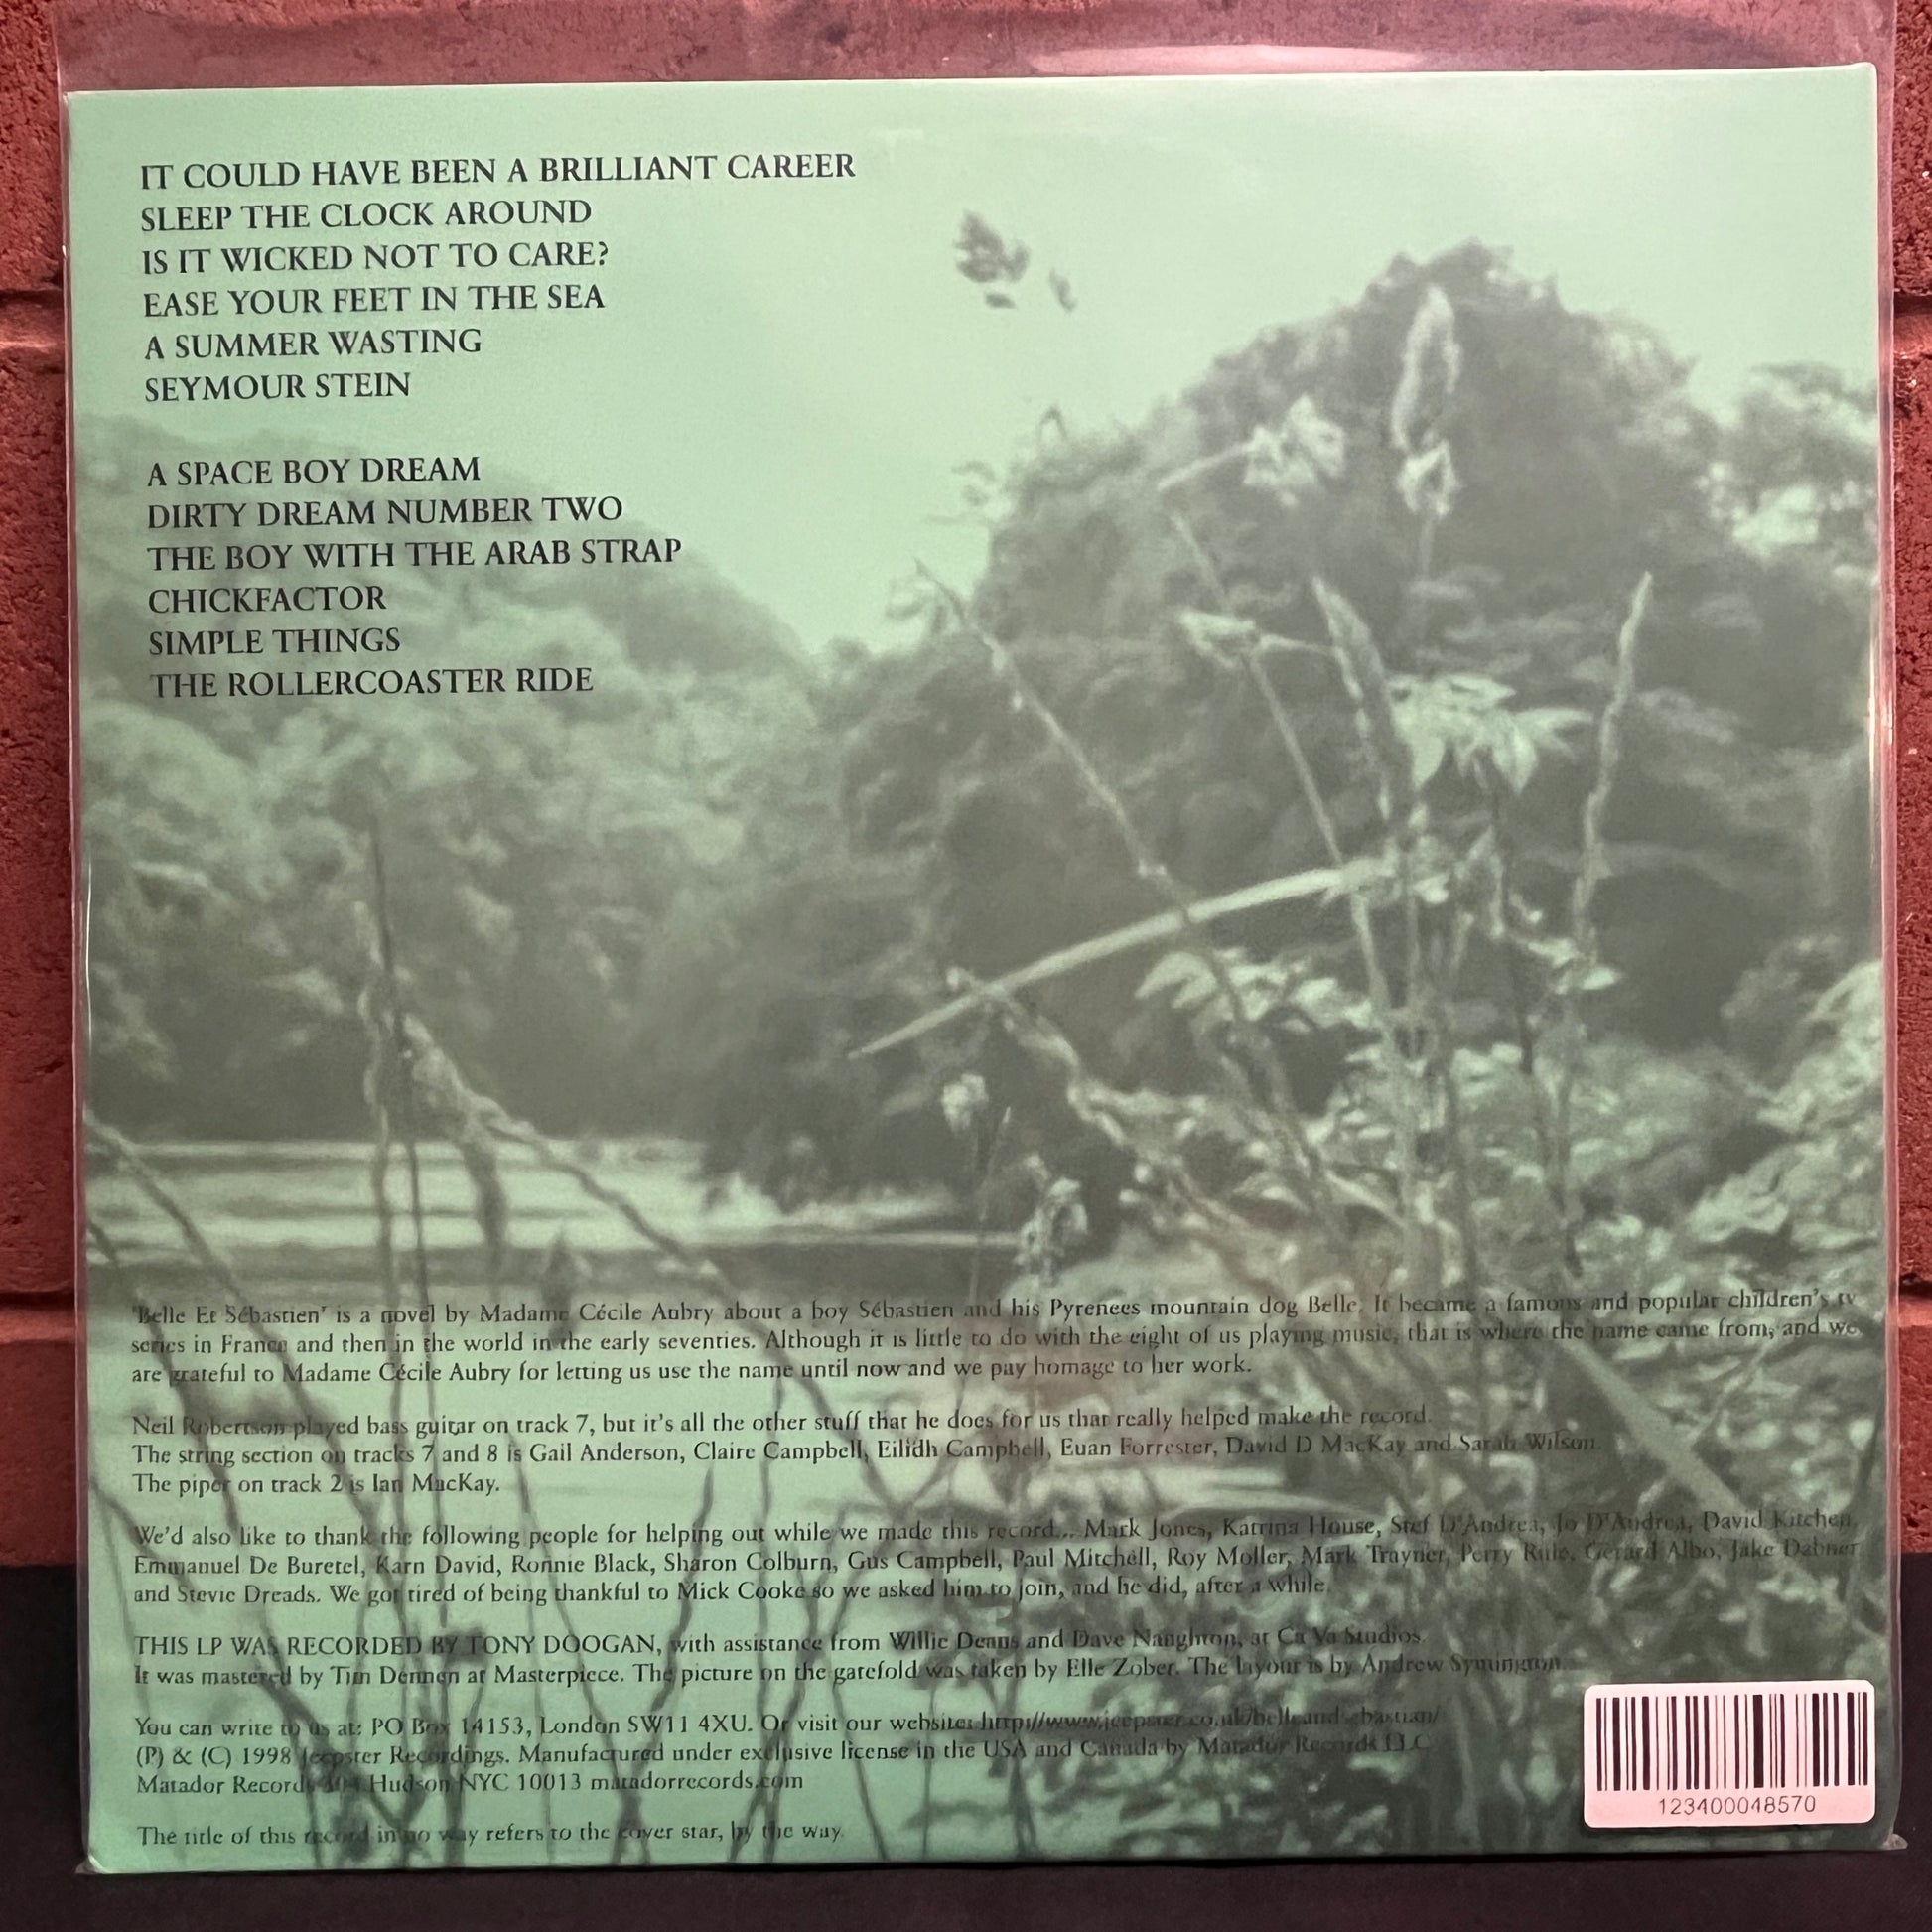 IT COULD HAVE BEEN A BRILLIANT CAREER
SLEEP THE CLOCK AROUND
IS IT WICKED NOT TO CARE?
EASE YOUR FEET IN THE SEA
A SUMMER WASTING
SEYMOUR STEIN
A SPACE BOY DREAM
DIRTY DREAM NUMBER TWO
THE BOY WITH THE ARAB STRAP
CHICKFACTOR
SIMPLE THINGS
THE ROLLERCOASTER RIDE
'Belle Et Sébastien' is a novel by Madame Cécile Aubry about a boy Sébastien and his Pyrenees mountain dog Belle. It became a famous and popular children's tv
series in France and then in the world in the early seventies. Although it is little to do with the eight of us playing music, that is where the name came from, and we
are grateful to Madame Cécile Aubry for letting us use the name until now and we pay homage to her work.
Neil Robertson played bass guitar on track 7, but it's all the other stuff that he does for us that really helped make the record.
The string section on tracks 7 and 8 is Gail Anderson, Claire Campbell, Eilidh Campbell, Euan Forrester, David D MacKay and Sarah Wilson.
The piper on track 2 is Ian MacKay.
We'd also like to thank the following people for helping out while we made this record... Mark Jones, Katrina House, Stef D'Andrea, Jo D'Andrea, David Kitchen,
Emmanuel De Buretel, Karn David, Ronnie Black, Sharon Colburn, Gus Campbell, Paul Mitchell, Roy Moller, Mark Trayner, Perry Rule, Gerard Albo, Jake Dabner
and Stevie Dreads. We got tired of being thankful to Mick Cooke so we asked him to join, and he did, after a while.
THIS LP WAS RECORDED BY TONY DOOGAN, with assistance from Willie Deans and Dave Naughton, at Ca Va Studios.
It was mastered by Tim Dennen at Masterpiece. The picture on the gatefold was taken by Elle Zober. The layout is by Andrew Symington.
You can write to us at: PO Box 14153, London SW11 4XU. Or visit our website: http://www.jeepster.co.uk/belleandsebastian/
(P) & (C) 1998 Jeepster Recordings. Manufactured under exclusive license in the USA and Canada by Matador Records LLC
Matador Records 304 Hudson NYC 10013 matadorrecords.com
The title of this record in no way refers to the cover star, by the way.
123400048570